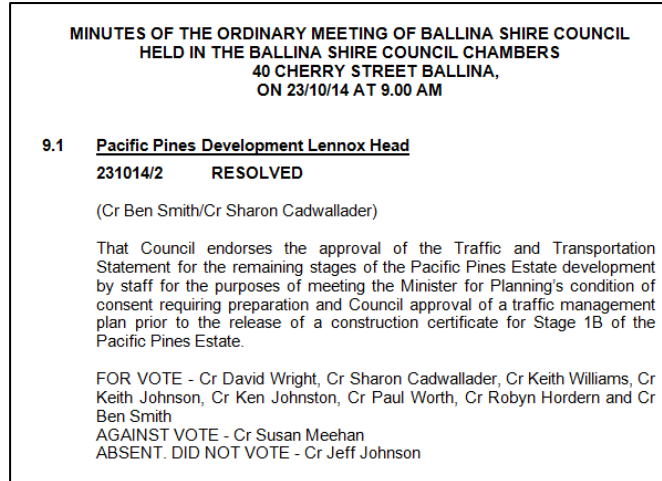 MINUTES OF THE ORDINARY MEETING OF BALLINA SHIRE COUNCIL
HELD IN THE BALLINA SHIRE COUNCIL CHAMBERS
40 CHERRY STREET BALLINA,
ON 23/10/14 AT 9.00 AM
9.1 Pacific Pines Development Lennox Head
231014/2 RESOLVED
(Cr Ben Smith/Cr Sharon Cadwallader)
That Council endorses the approval of the Traffic and Transportation
Statement for the remaining stages of the Pacific Pines Estate development
by staff for the purposes of meeting the Minister for Planning's condition of
consent requiring preparation and Council approval of a traffic management
plan prior to the release of a construction certificate for Stage 1B of the
Pacific Pines Estate.
FOR VOTE - Cr David Wright, Cr Sharon Cadwallader, Cr Keith Williams, Cr
Keith Johnson, Cr Ken Johnston, Cr Paul Worth, Cr Robyn Hordern and Cr
Ben Smith
AGAINST VOTE - Cr Susan Meehan
ABSENT. DID NOT VOTE - Cr Jeff Johnson